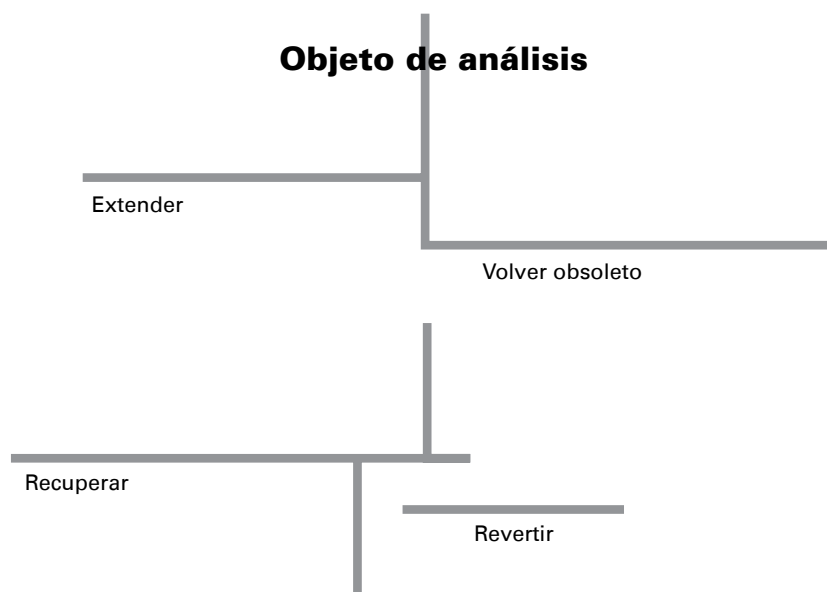 Objeto de análisis
Extender
Volver obsoleto
Recuperar
Revertir